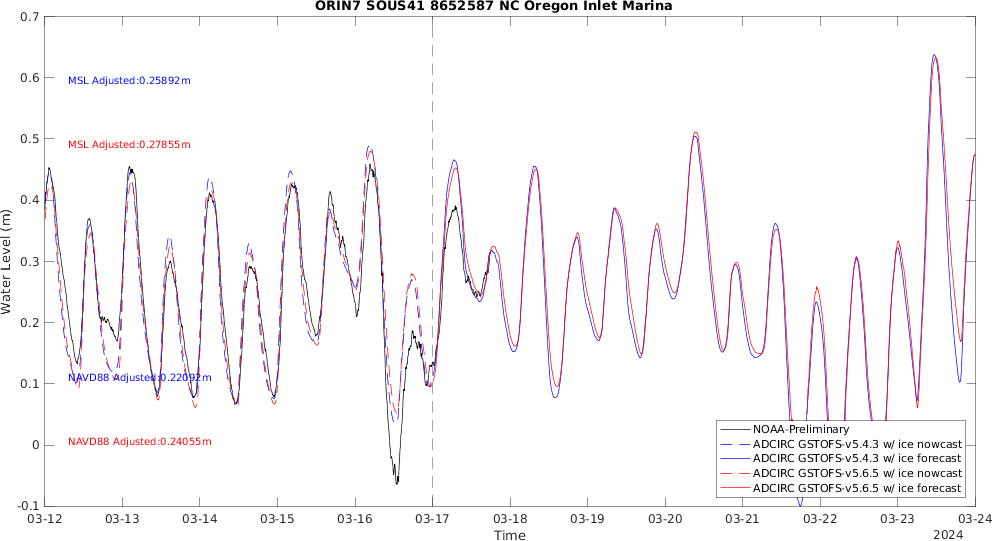 ORIN7 SOUS41 8652587 NC Oregon Inlet Marina
0.7
0.6
0.5
0.4
0.3
0.2
0.1
0
-0.1
Water Level (m)
MSL Adjusted:0.25892m
MSL Adjusted:0.27855m
NAVD88 Adjusted:0.22092m
NAVD88 Adjusted:0.24055m
NOAA-Preliminary
ADCIRC GSTOFS-v5.4.3 w/ ice nowcast
ADCIRC GSTOFS-v5.4.3 w/ ice forecast
ADCIRC GSTOFS-v5.6.5 w/ ice nowcast
ADCIRC GSTOFS-v5.6.5 w/ ice forecast
03-12 03-13 03-14 03-15 03-16 03-17 03-18 03-19 03-20 03-21 03-22 03-23 03-24
Time
2024